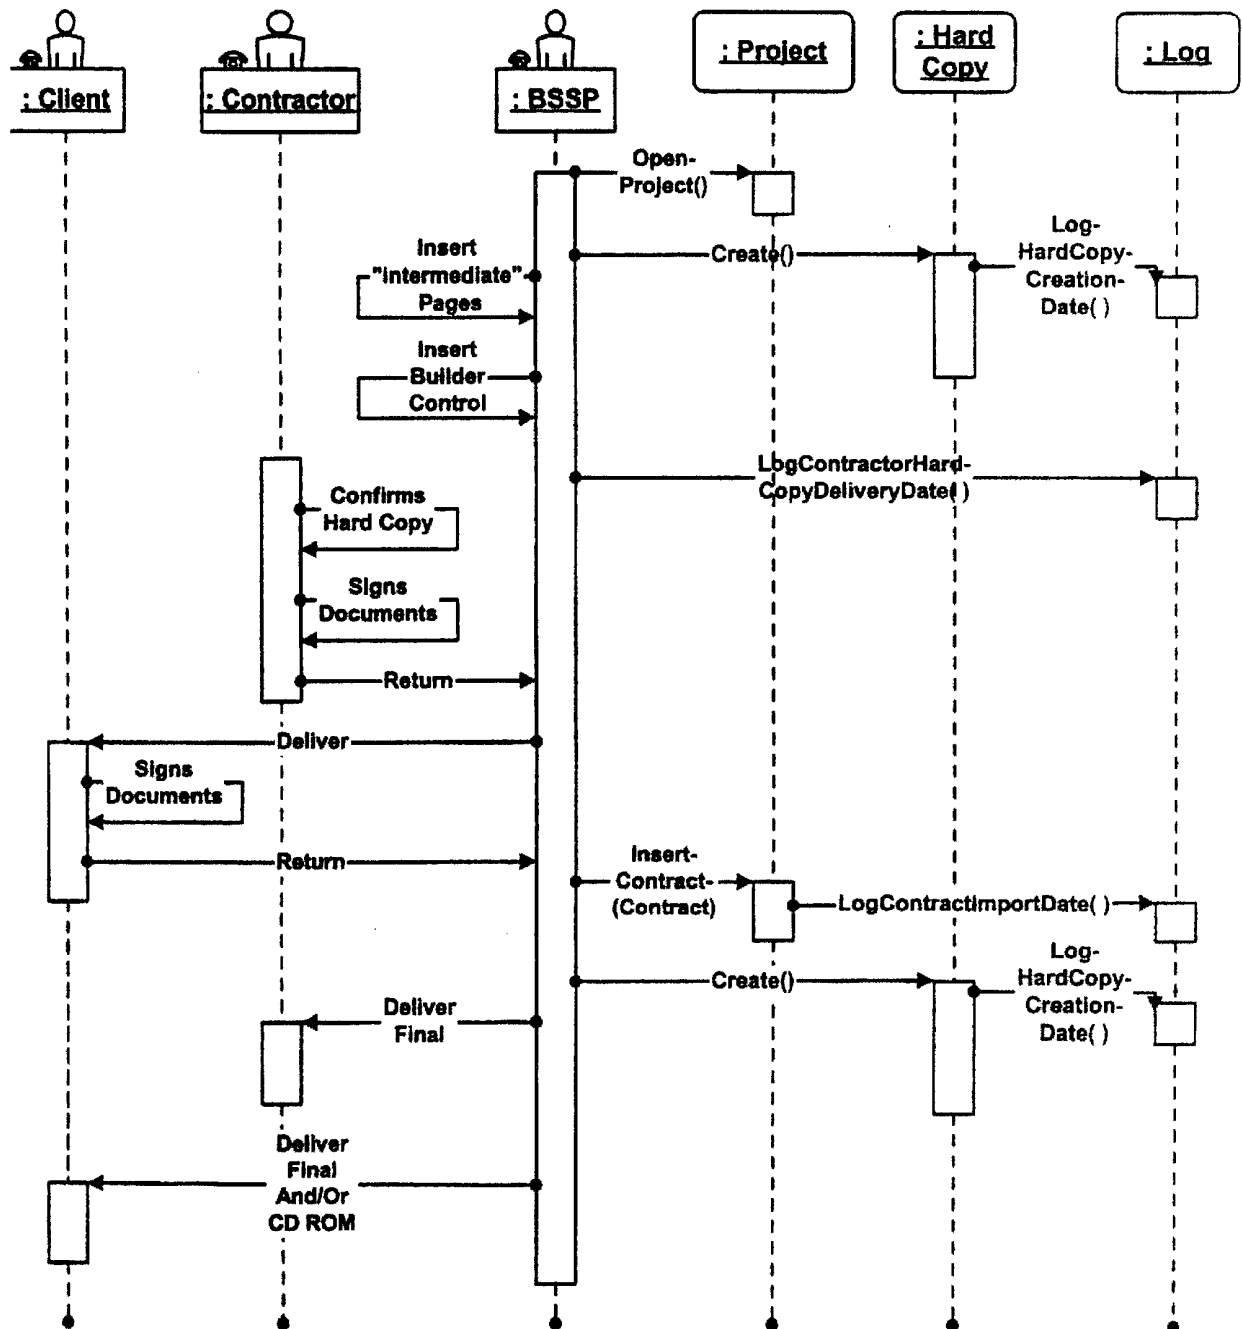 : Client
: Contractor
: BSSP
: Project
: Hard
Copy
: Log
Open-
Project()
Create()
Log-
HardCopy-
Creation-
Date( )
Insert
"intermediate"
Pages
Insert
Builder
Control
LogContractorHard-
CopyDeliveryDate( )
Confirms
Hard Copy
Signs
Documents
Return
Deliver
Signs
Documents
Return
Insert-
Contract-
(Contract)
LogContractImportDate( )
Create()
Log-
HardCopy-
Creation-
Date( )
Deliver
Final
Deliver
Final
And/Or
CD ROM